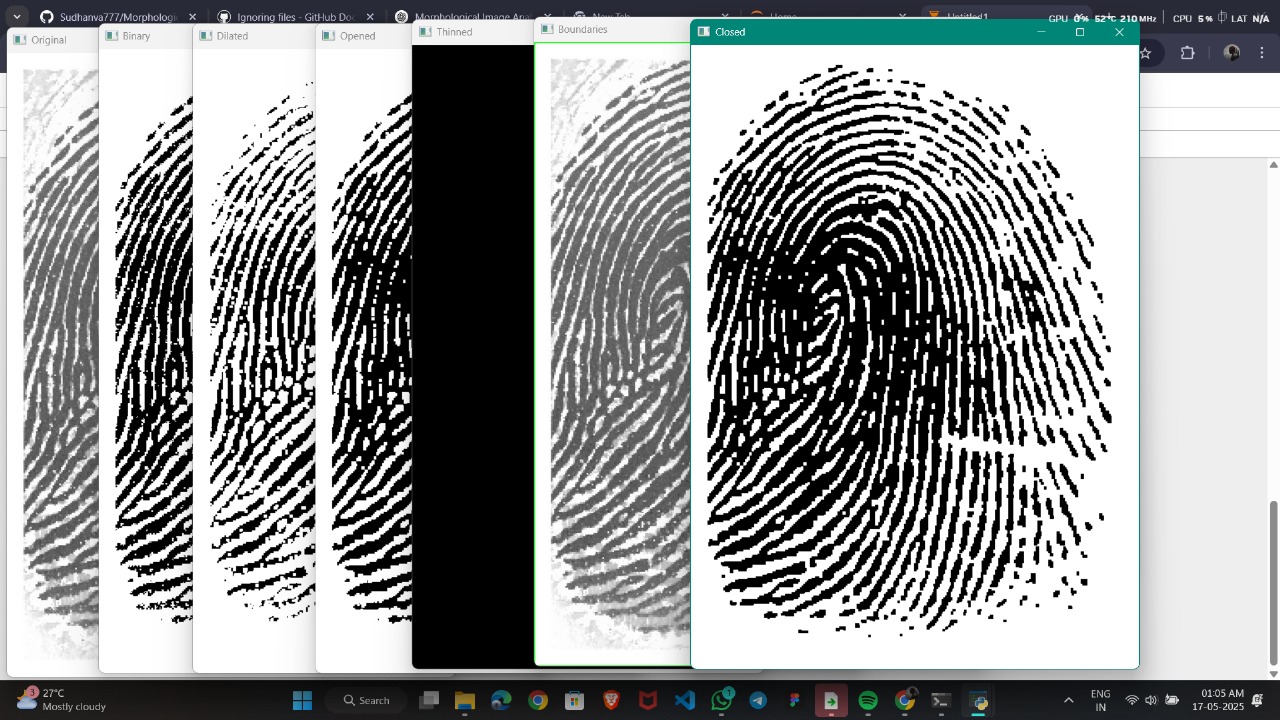 Sudhanva777/Morphologi
Ignoring files - GitHub Do
Morphological Image Ana
New Tab
Home
Untitled1
GPU 0% 52°C 210 MHz CPU 5% LAT N/A
Original
Binary
Dilated
Opened
Thinned
Boundaries
Closed
3
27°C
Mostly cloudy
Search
1
ENG
IN
01:05 AM
17-05-2025